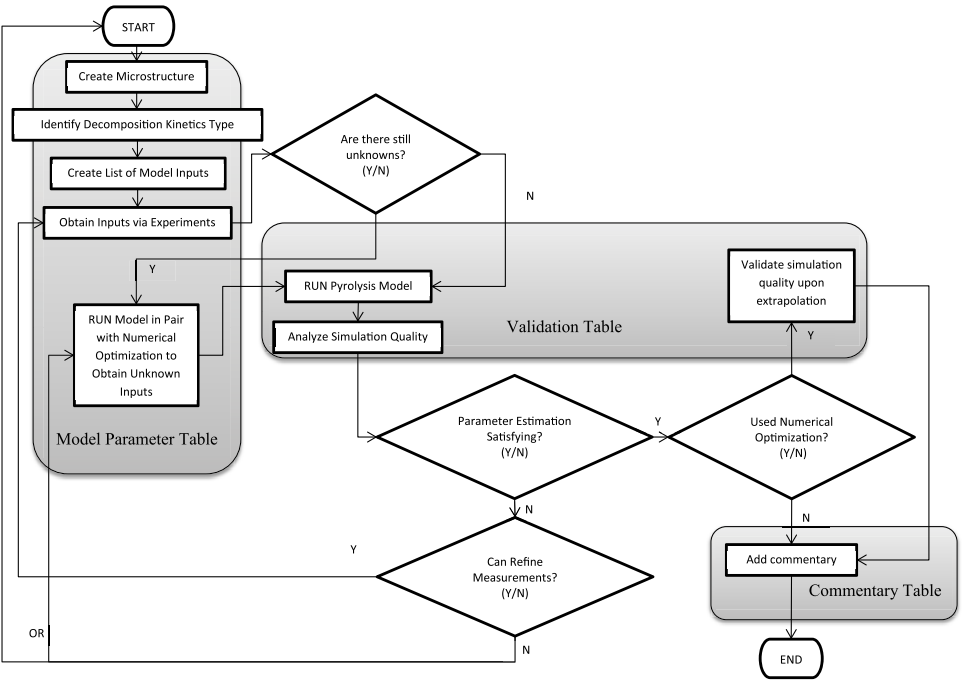 START
Create Microstructure
Identify Decomposition Kinetics Type
Create List of Model Inputs
Obtain Inputs via Experiments
Are there still
unknowns?
(Y/N)
N
Y
RUN Model in Pair
with Numerical
Optimization to
Obtain Unknown
Inputs
Model Parameter Table
RUN Pyrolysis Model
Analyze Simulation Quality
Validation Table
Validate simulation
quality upon
extrapolation
Y
Parameter Estimation
Satisfying?
(Y/N)
Y
Used Numerical
Optimization?
(Y/N)
N
N
Y
Can Refine
Measurements?
(Y/N)
Add commentary
Commentary Table
OR
N
END